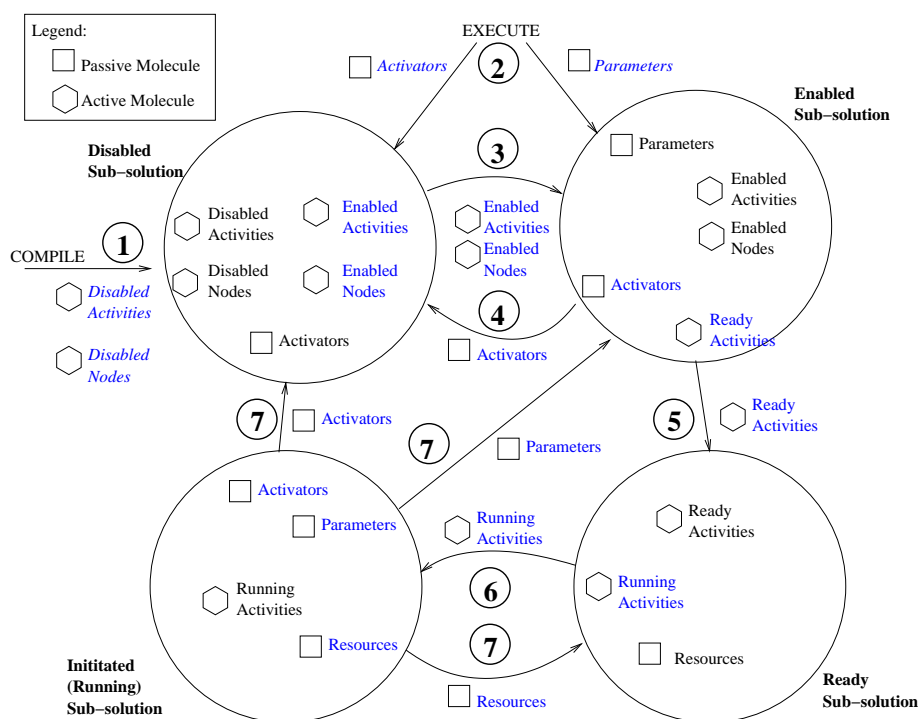 Legend:
Passive Molecule
Active Molecule
EXECUTE
2
Activators
Parameters
Enabled
Sub−solution
Disabled
Sub−solution
3
Parameters
Enabled
Activities
Enabled
Nodes
Disabled
Activities
Enabled
Activities
Enabled
Activities
Enabled
Nodes
1
COMPILE
Disabled
Nodes
Enabled
Nodes
Disabled
Activities
Disabled
Nodes
Activators
4
Activators
Activators
Ready
Activities
7
Activators
7
Parameters
5
Ready
Activities
Activators
Parameters
Running
Activities
Ready
Activities
Running
Activities
6
Running
Activities
Resources
7
Resources
Resources
Inititated
(Running)
Sub−solution
Ready
Sub−solution